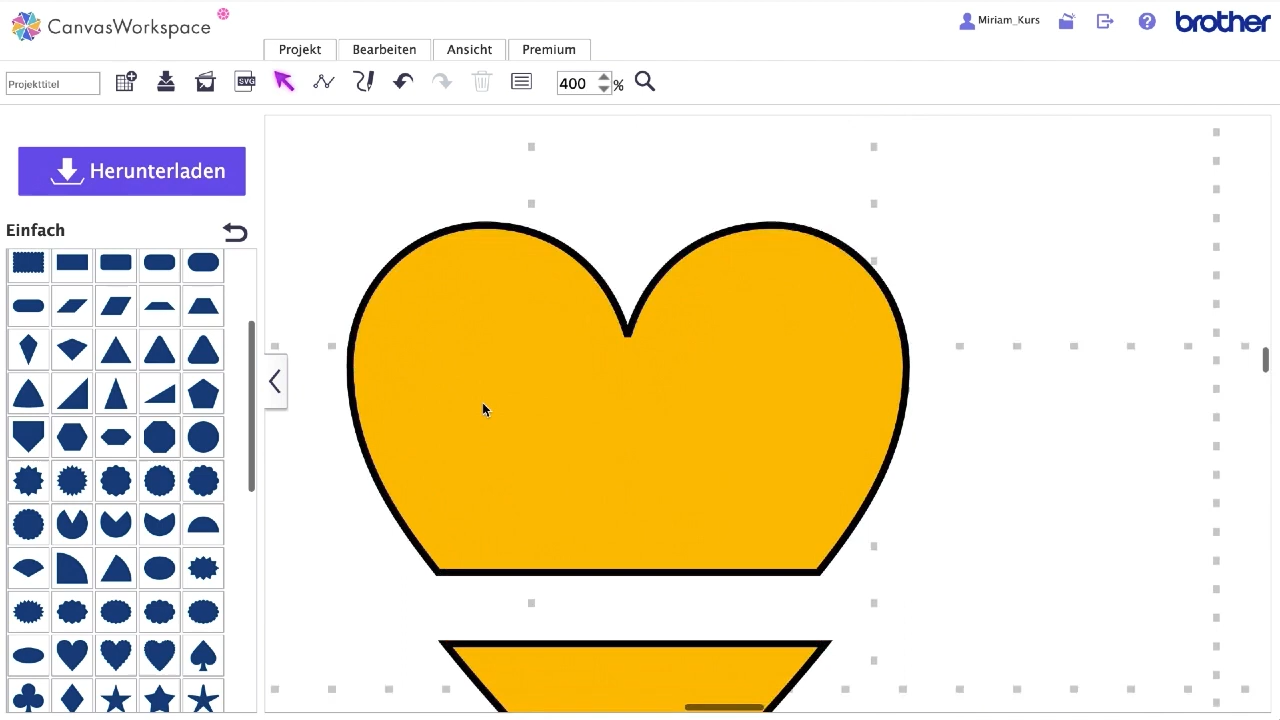 CanvasWorkspace
Miriam_Kurs
brother
Projekt
Bearbeiten
Ansicht
Premium
Projekttitel
SVG
400
%
Herunterladen
Einfach